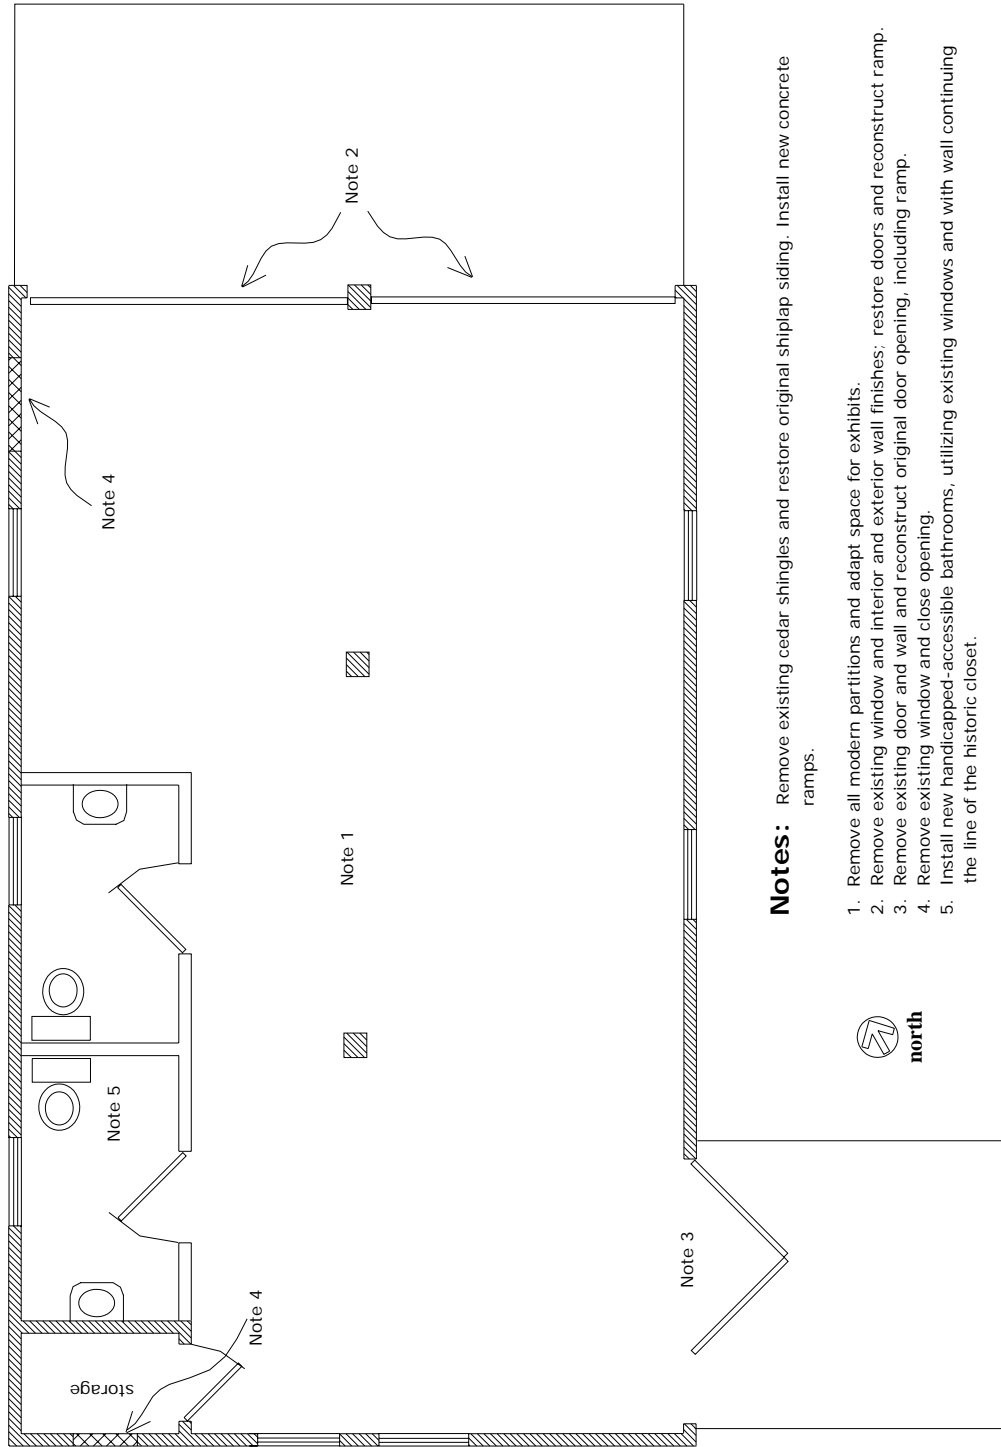 Note 2
Note 4
Note 1
Note 5
Note 3
Note 4
storage
Notes: Remove existing cedar shingles and restore original shiplap siding. Install new concrete
ramps.
1. Remove all modern partitions and adapt space for exhibits.
2. Remove existing window and interior and exterior wall finishes; restore doors and reconstruct ramp.
3. Remove existing door and wall and reconstruct original door opening, including ramp.
4. Remove existing window and close opening.
5. Install new handicapped-accessible bathrooms, utilizing existing windows and with wall continuing
the line of the historic closet.
north